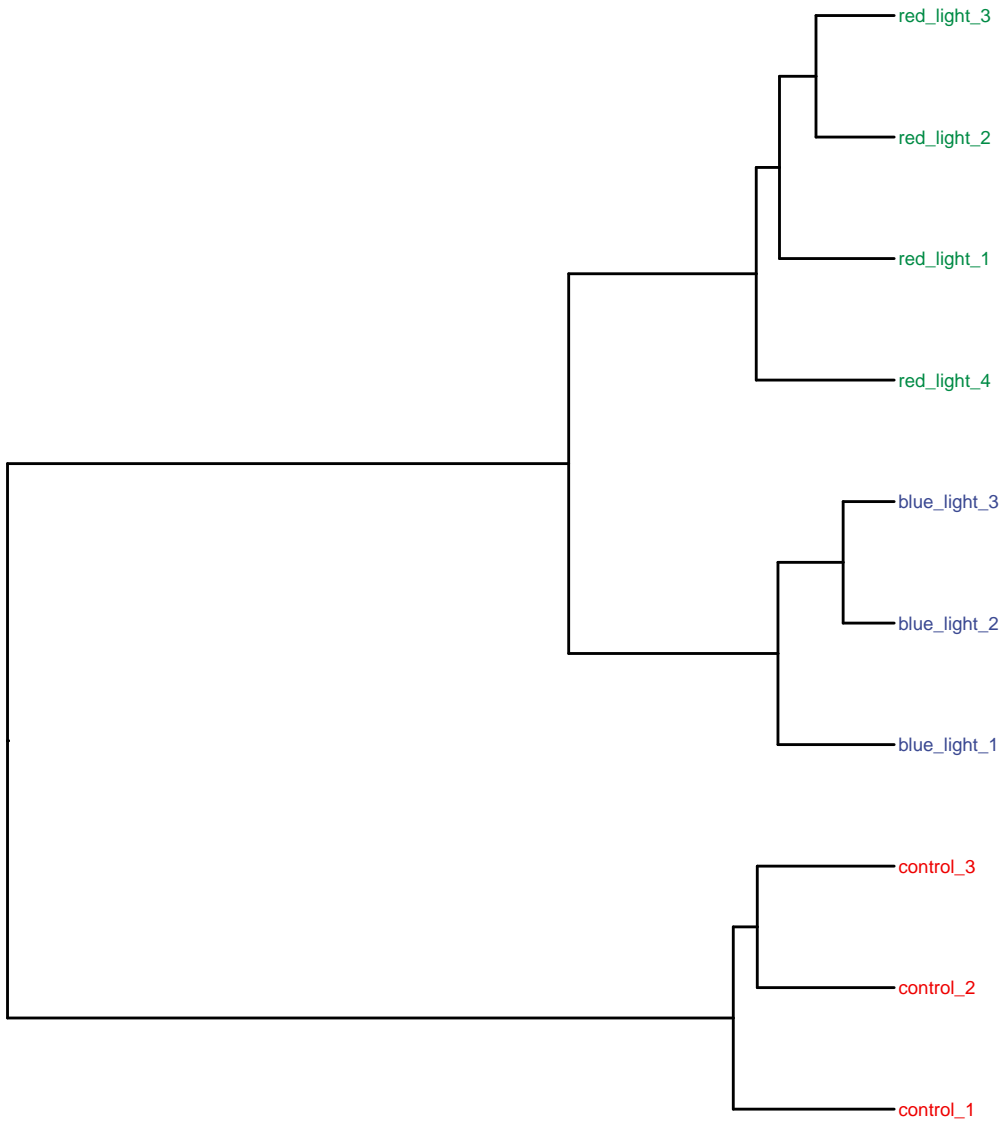 red_light_3
red_light_2
red_light_1
red_light_4
blue_light_3
blue_light_2
blue_light_1
control_3
control_2
control_1